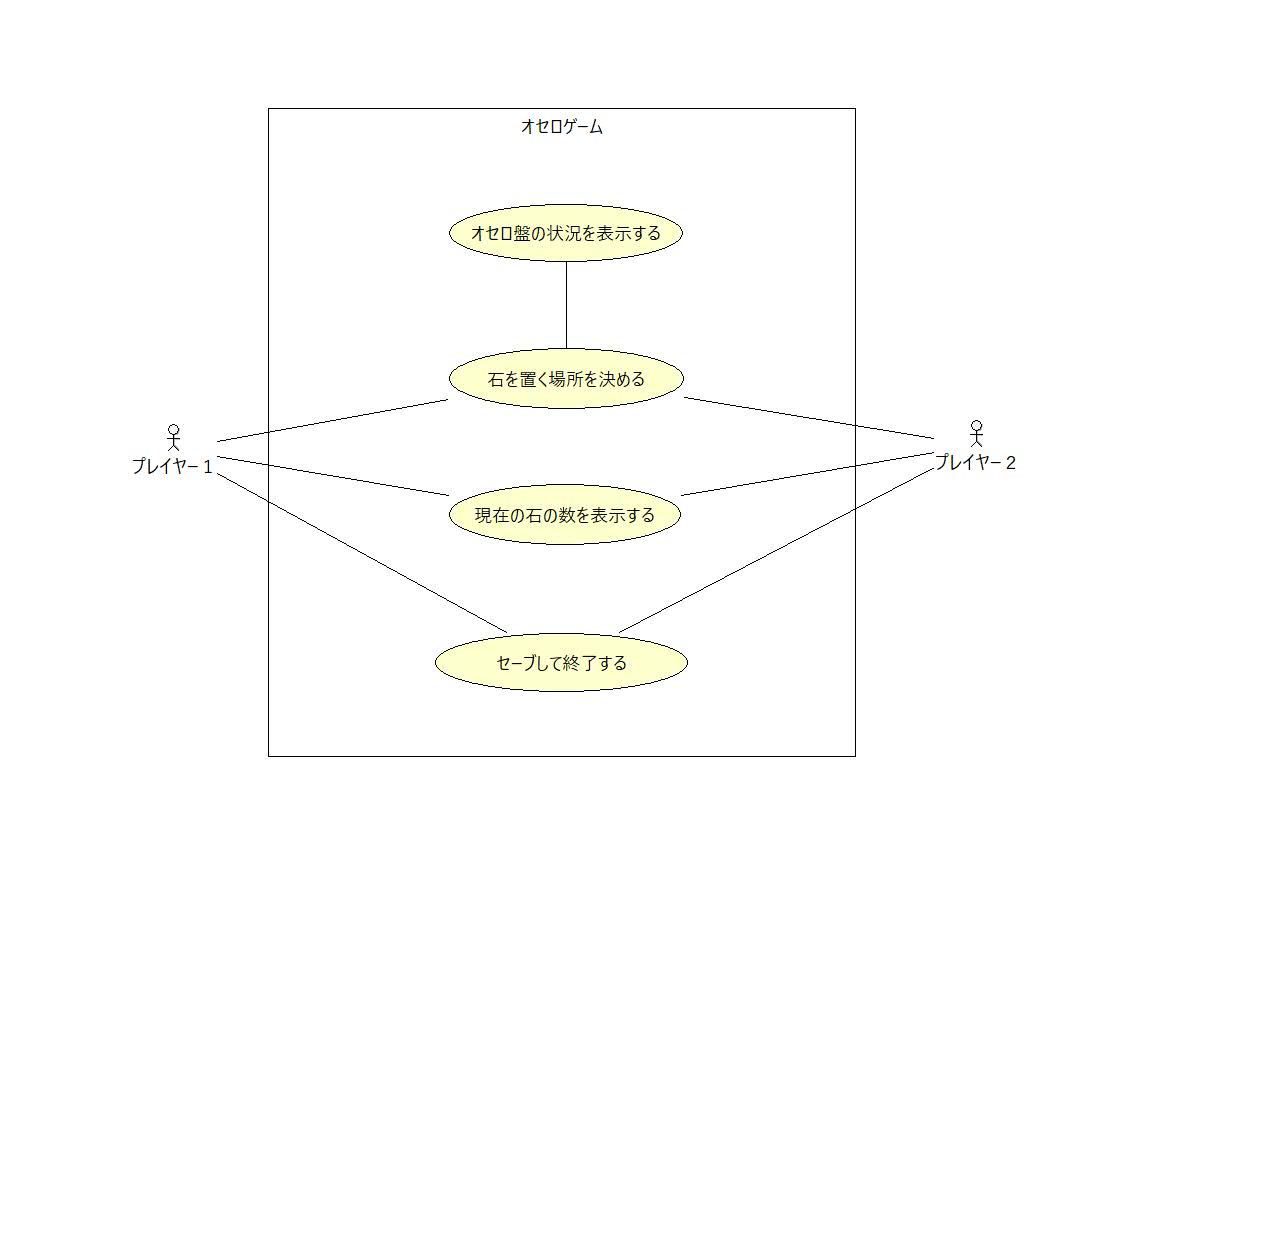 オセロゲーム
オセロ盤の状況を表示する
石を置く場所を決める
プレイヤー１
プレイヤー２
現在の石の数を表示する
セーブして終了する